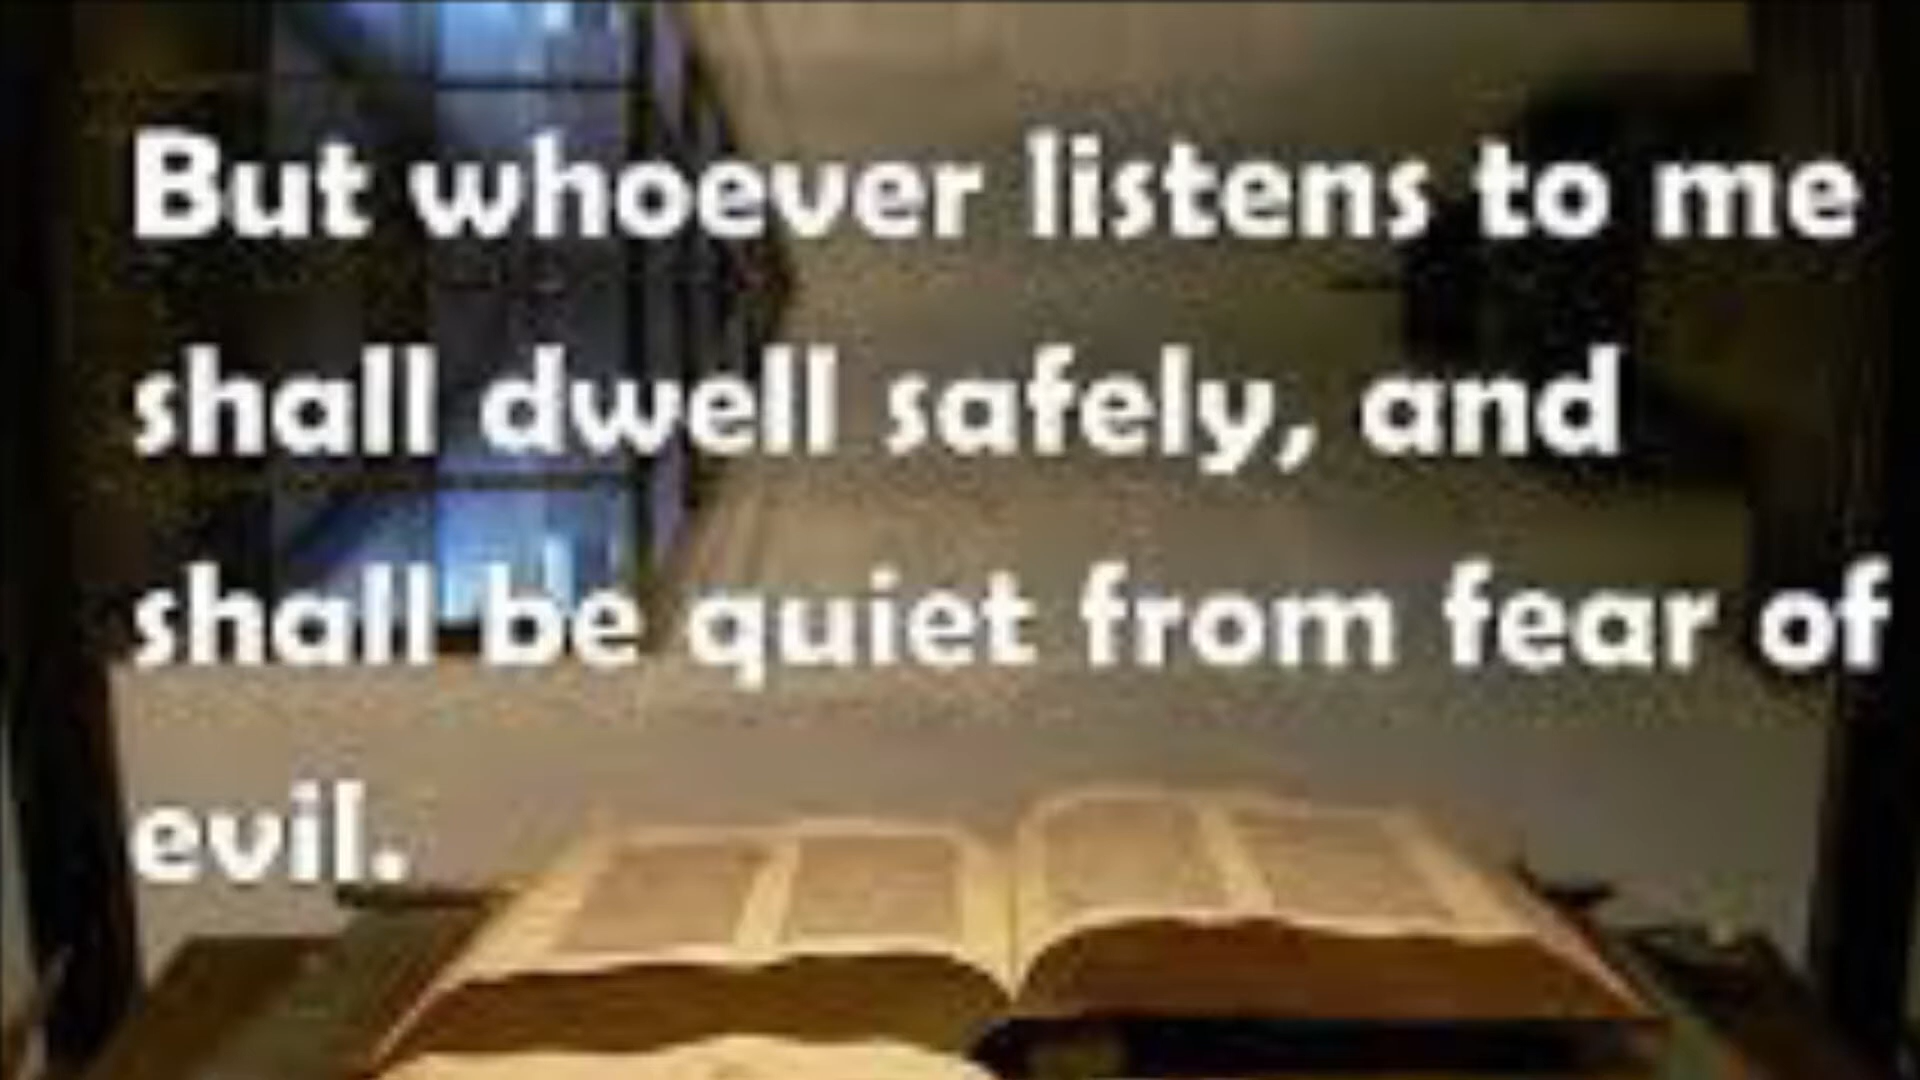 But whoever listens to me
shall dwell safely, and
shall be quiet from fear of
evil.